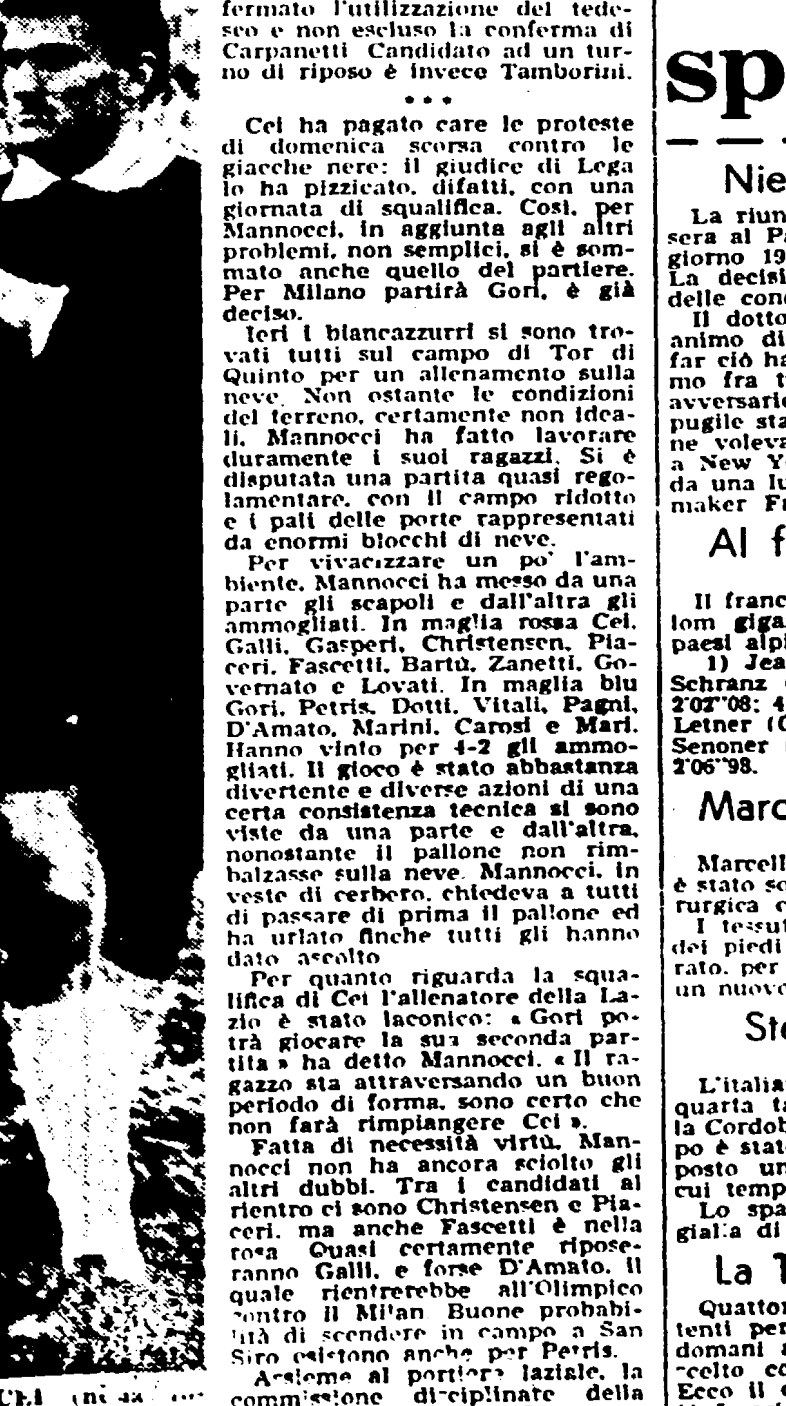 fermato l'utilizzazione del tede-
sco e non escluso la conferma di
Carpanetti Candidato ad un tur-
no di riposo è invece Tamborini.
• • •
Cei ha pagato care le proteste
di domenica scorsa contro le
giacche nere: il giudice di Lega
lo ha pizzicato, difatti, con una
giornata di squalifica. Così, per
Mannocci, in aggiunta agli altri
problemi, non semplici, si è som-
mato anche quello del partiere.
Per Milano partirà Gori, è già
deciso.
Ieri i biancazzurri si sono tro-
vati tutti sul campo di Tor di
Quinto per un allenamento sulla
neve. Non ostante le condizioni
del terreno, certamente non idea-
li, Mannocci ha fatto lavorare
duramente i suoi ragazzi. Si è
disputata una partita quasi rego-
lamentare, con il campo ridotto
e i pali delle porte rappresentati
da enormi blocchi di neve.
Per vivacizzare un po' l'am-
biente, Mannocci ha messo da una
parte gli scapoli e dall'altra gli
ammogliati. In maglia rossa Cei,
Galli, Gasperi, Christensen, Pia-
ceri, Fascetti, Bartù, Zanetti, Go-
vernato e Lovati. In maglia blu
Gori, Petris, Dotti, Vitali, Pagni,
D'Amato, Marini, Carosi e Mari.
Hanno vinto per 4-2 gli ammo-
gliati. Il gioco è stato abbastanza
divertente e diverse azioni di una
certa consistenza tecnica si sono
viste da una parte e dall'altra,
nonostante il pallone non rim-
balzasse sulla neve. Mannocci, in
veste di cerbero, chiedeva a tutti
di passare di prima il pallone ed
ha urlato finche tutti gli hanno
dato ascolto
Per quanto riguarda la squa-
lifica di Cei l'allenatore della La-
zio è stato laconico: « Gori po-
trà giocare la sua seconda par-
tita » ha detto Mannocci. « Il ra-
gazzo sta attraversando un buon
periodo di forma, sono certo che
non farà rimpiangere Cei ».
Fatta di necessità virtù, Man-
nocci non ha ancora sciolto gli
altri dubbi. Tra i candidati al
rientro ci sono Christensen e Pia-
ceri, ma anche Fascetti è nella
rosa Quasi certamente ripose-
ranno Galli, e forse D'Amato, il
quale rientrerebbe all'Olimpico
contro il Milan Buone probabi-
lità di scendere in campo a San
Siro esistono anche per Petris.
Assieme al portiere laziale, la
commissione disciplinare della
CEI
sp
Nie
La riun
sera al Pa
giorno 19
La decisi
delle cond
Il dotto
animo di
far ciò ha
mo fra t
avversarie
pugile sta
ne voleva
a New Y
da una lu
maker Fr
Al f
Il franc
lom giga
paesi alpi
1) Jea
Schranz
2'02"08; 4
Letner (
Senoner
2'06"98.
Marc
Marcell
è stato so
rurgica c
I tessut
dei piedi
rato, per
un nuovo
Ste
L'italia
quarta ta
la Cordob
po è stat
posto un
cui temp
Lo spa
gialla di
La
Quattor
tenti per
domani a
scelto co
Ecco il